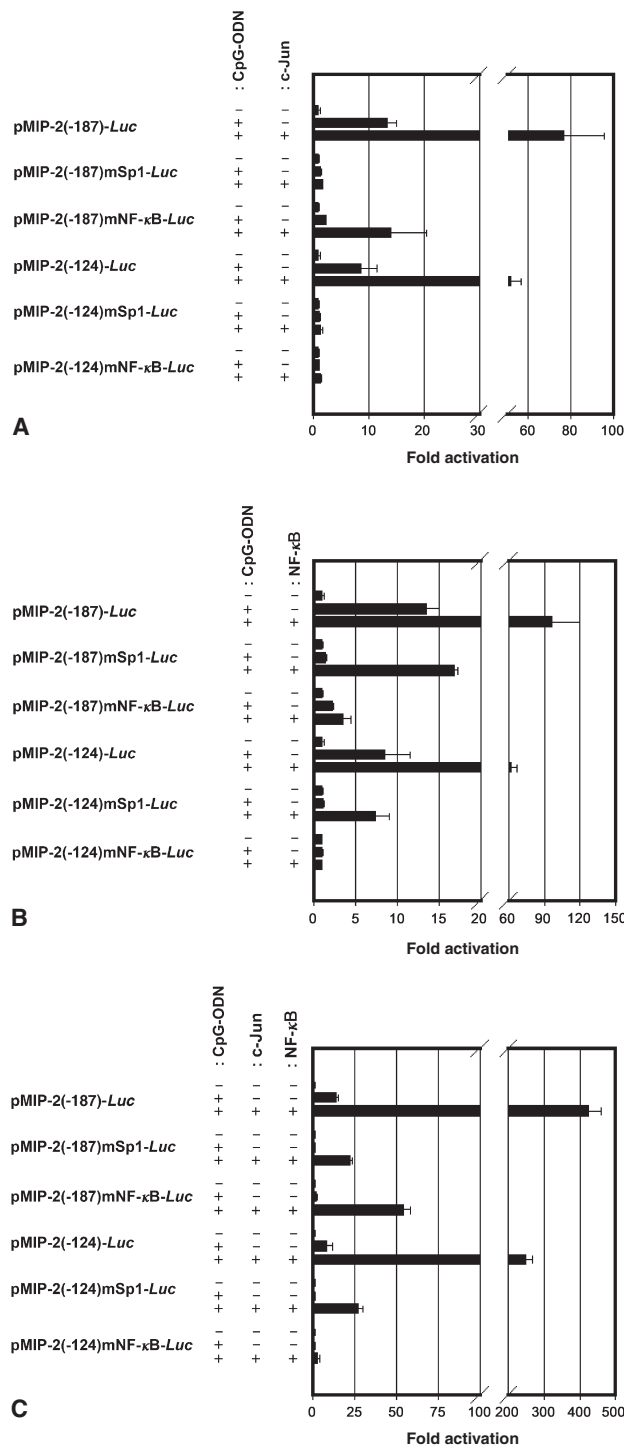 : CpG-ODN
: c-Jun
pMIP-2(-187)-Luc
− −
+ −
+ +
pMIP-2(-187)mSp1-Luc
− −
+ −
+ +
pMIP-2(-187)mNF-κB-Luc
− −
+ −
+ +
pMIP-2(-124)-Luc
− −
+ −
+ +
pMIP-2(-124)mSp1-Luc
− −
+ −
+ +
pMIP-2(-124)mNF-κB-Luc
− −
+ −
+ +
A
0 10 20 30 60 80 100
Fold activation
: CpG-ODN
: NF-κB
pMIP-2(-187)-Luc
− −
+ −
+ +
pMIP-2(-187)mSp1-Luc
− −
+ −
+ +
pMIP-2(-187)mNF-κB-Luc
− −
+ −
+ +
pMIP-2(-124)-Luc
− −
+ −
+ +
pMIP-2(-124)mSp1-Luc
− −
+ −
+ +
pMIP-2(-124)mNF-κB-Luc
− −
+ −
+ +
B
0 5 10 15 20 60 90 120 150
Fold activation
: CpG-ODN
: c-Jun
: NF-κB
pMIP-2(-187)-Luc
− − −
+ − −
+ + +
pMIP-2(-187)mSp1-Luc
− − −
+ − −
+ + +
pMIP-2(-187)mNF-κB-Luc
− − −
+ − −
+ + +
pMIP-2(-124)-Luc
− − −
+ − −
+ + +
pMIP-2(-124)mSp1-Luc
− − −
+ − −
+ + +
pMIP-2(-124)mNF-κB-Luc
− − −
+ − −
+ + +
C
0 25 50 75 100 200 300 400 500
Fold activation